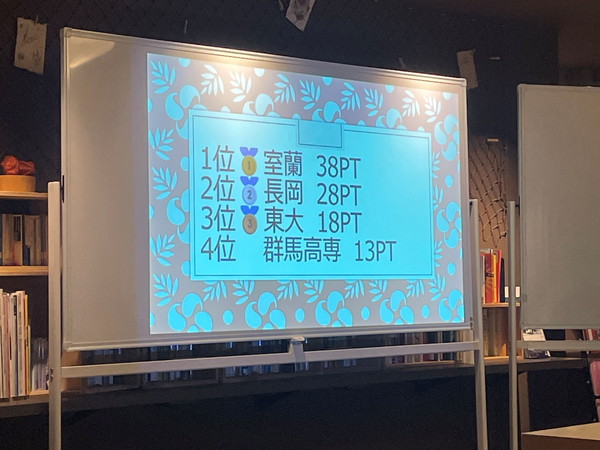 1位 1 室蘭 38PT
2位 2 長岡 28PT
3位 3 東大 18PT
4位 群馬高専 13PT